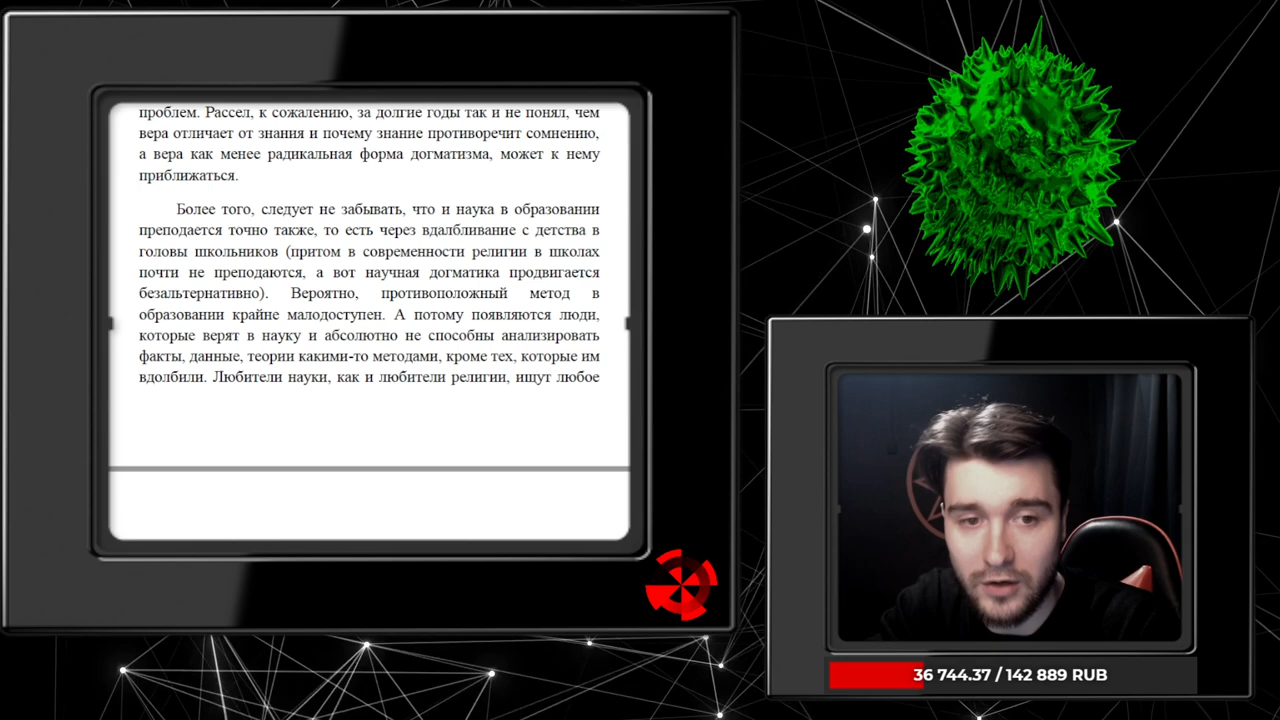 проблем. Рассел, к сожалению, за долгие годы так и не понял, чем
вера отличает от знания и почему знание противоречит сомнению,
а вера как менее радикальная форма догматизма, может к нему
приближаться.
Более того, следует не забывать, что и наука в образовании
преподается точно также, то есть через вдалбливание с детства в
головы школьников (притом в современности религии в школах
почти не преподаются, а вот научная догматика продвигается
безальтернативно). Вероятно, противоположный метод в
образовании крайне малодоступен. А потому появляются люди,
которые верят в науку и абсолютно не способны анализировать
факты, данные, теории какими-то методами, кроме тех, которые им
вдолбили. Любители науки, как и любители религии, ищут любое
36 744.37 / 142 889 RUB